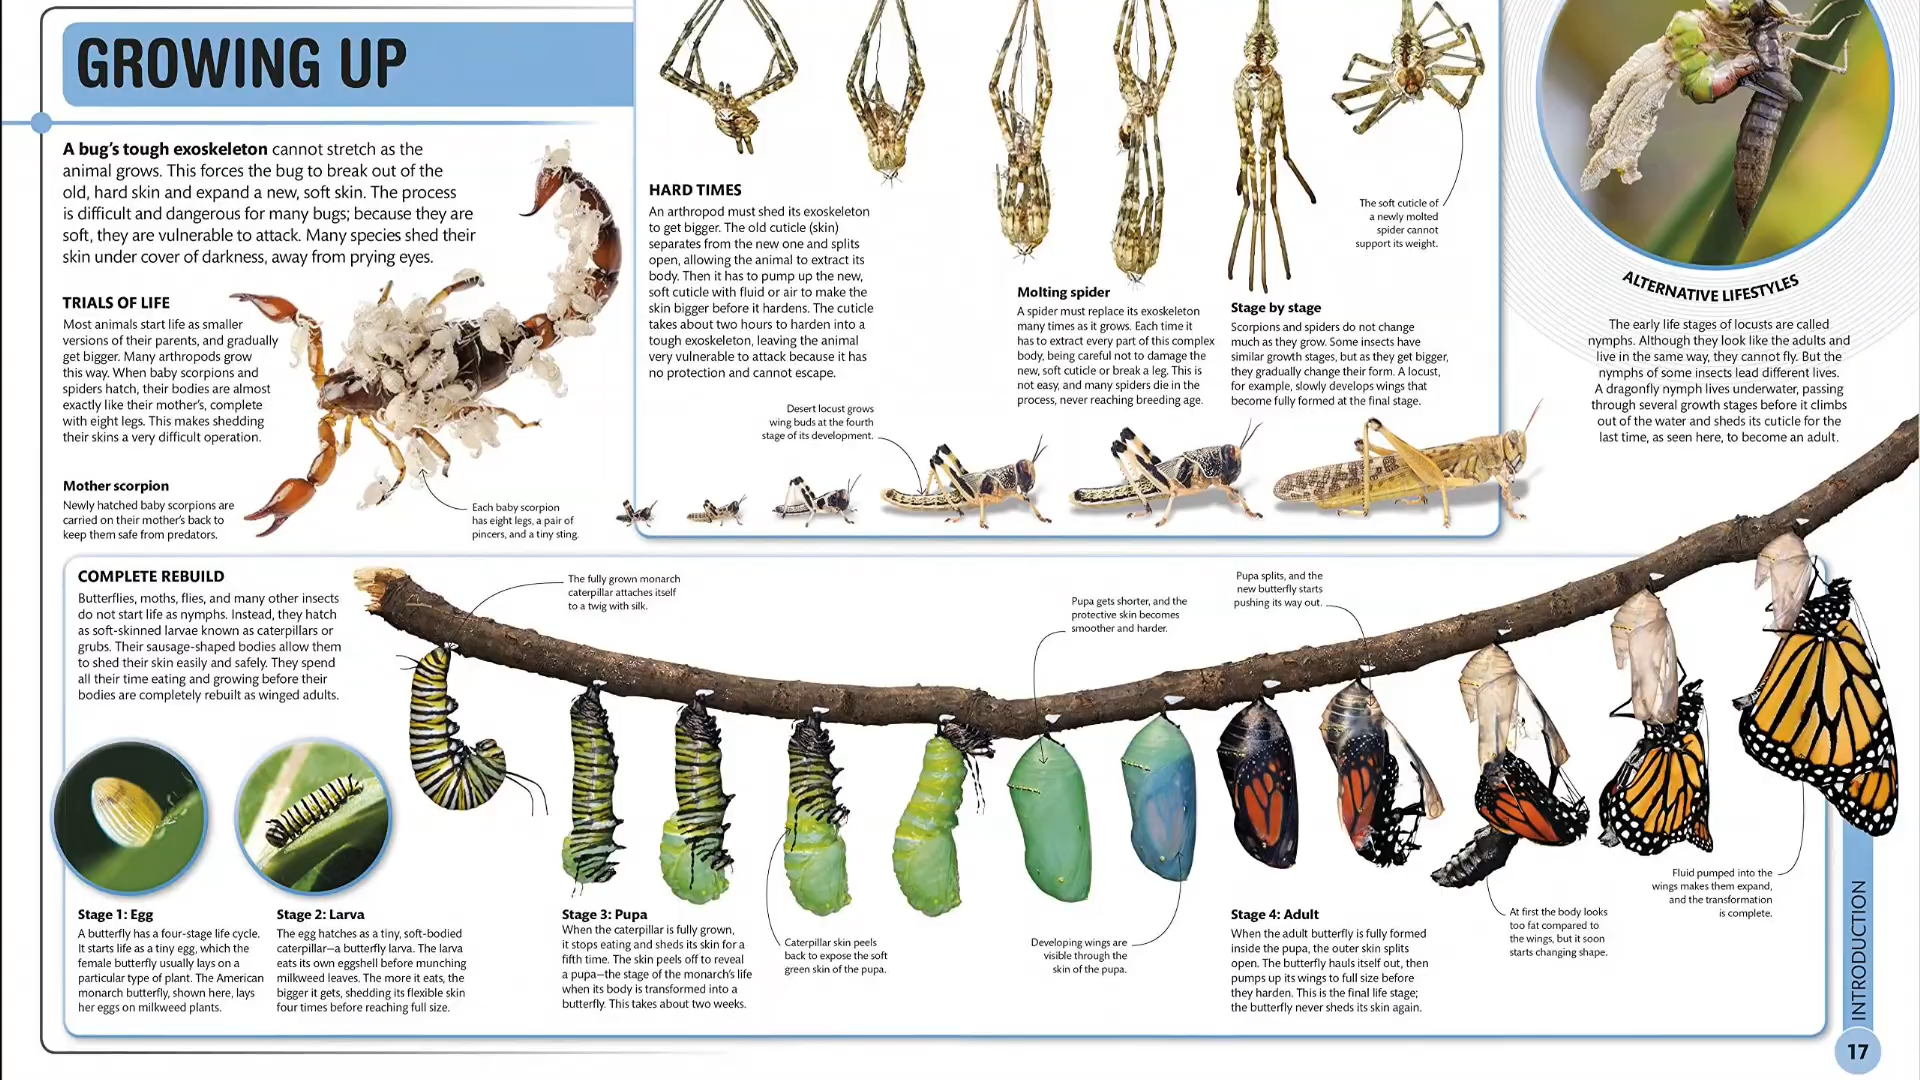 GROWING UP
A bug's tough exoskeleton cannot stretch as the
animal grows. This forces the bug to break out of the
old, hard skin and expand a new, soft skin. The process
is difficult and dangerous for many bugs; because they are
soft, they are vulnerable to attack. Many species shed their
skin under cover of darkness, away from prying eyes.
TRIALS OF LIFE
Most animals start life as smaller
versions of their parents, and gradually
get bigger. Many arthropods grow
this way. When baby scorpions and
spiders hatch, their bodies are almost
exactly like their mother's, complete
with eight legs. This makes shedding
their skins a very difficult operation.
Mother scorpion
Newly hatched baby scorpions are
carried on their mother's back to
keep them safe from predators.
Each baby scorpion
has eight legs, a pair of
pincers, and a tiny sting.
HARD TIMES
An arthropod must shed its exoskeleton
to get bigger. The old cuticle (skin)
separates from the new one and splits
open, allowing the animal to extract its
body. Then it has to pump up the new,
soft cuticle with fluid or air to make the
skin bigger before it hardens. The cuticle
takes about two hours to harden into a
tough exoskeleton, leaving the animal
very vulnerable to attack because it has
no protection and cannot escape.
Desert locust grows
wing buds at the fourth
stage of its development.
Molting spider
A spider must replace its exoskeleton
many times as it grows. Each time it
has to extract every part of this complex
body, being careful not to damage the
new, soft cuticle or break a leg. This is
not easy, and many spiders die in the
process, never reaching breeding age.
The soft cuticle of
a newly molted
spider cannot
support its weight.
Stage by stage
Scorpions and spiders do not change
much as they grow. Some insects have
similar growth stages, but as they get bigger,
they gradually change their form. A locust,
for example, slowly develops wings that
become fully formed at the final stage.
ALTERNATIVE LIFESTYLES
The early life stages of locusts are called
nymphs. Although they look like the adults and
live in the same way, they cannot fly. But the
nymphs of some insects lead different lives.
A dragonfly nymph lives underwater, passing
through several growth stages before it climbs
out of the water and sheds its cuticle for the
last time, as seen here, to become an adult.
COMPLETE REBUILD
Butterflies, moths, flies, and many other insects
do not start life as nymphs. Instead, they hatch
as soft-skinned larvae known as caterpillars or
grubs. Their sausage-shaped bodies allow them
to shed their skin easily and safely. They spend
all their time eating and growing before their
bodies are completely rebuilt as winged adults.
The fully grown monarch
caterpillar attaches itself
to a twig with silk.
Pupa gets shorter, and the
protective skin becomes
smoother and harder.
Pupa splits, and the
new butterfly starts
pushing its way out.
Stage 1: Egg
A butterfly has a four-stage life cycle.
It starts life as a tiny egg, which the
female butterfly usually lays on a
particular type of plant. The American
monarch butterfly, shown here, lays
her eggs on milkweed plants.
Stage 2: Larva
The egg hatches as a tiny, soft-bodied
caterpillar—a butterfly larva. The larva
eats its own eggshell before munching
milkweed leaves. The more it eats, the
bigger it gets, shedding its flexible skin
four times before reaching full size.
Stage 3: Pupa
When the caterpillar is fully grown,
it stops eating and sheds its skin for a
fifth time. The skin peels off to reveal
a pupa—the stage of the monarch's life
when its body is transformed into a
butterfly. This takes about two weeks.
Caterpillar skin peels
back to expose the soft
green skin of the pupa.
Developing wings are
visible through the
skin of the pupa.
Stage 4: Adult
When the adult butterfly is fully formed
inside the pupa, the outer skin splits
open. The butterfly hauls itself out, then
pumps up its wings to full size before
they harden. This is the final life stage;
the butterfly never sheds its skin again.
At first the body looks
too fat compared to
the wings, but it soon
starts changing shape.
Fluid pumped into the
wings makes them expand,
and the transformation
is complete.
INTRODUCTION
17